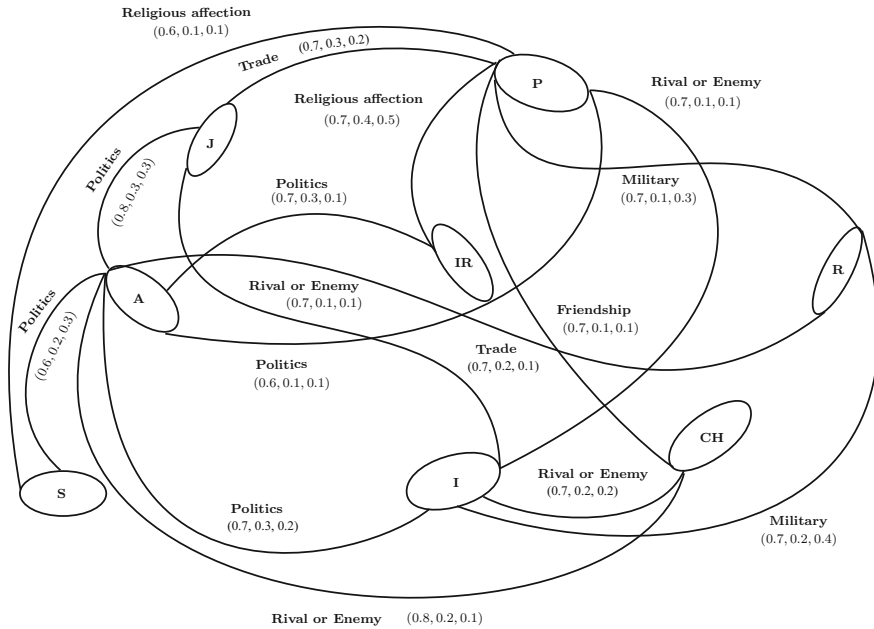 Religious affection
(0.6, 0.1, 0.1)
Trade
(0.7, 0.3, 0.2)
P
Rival or Enemy
(0.7, 0.1, 0.1)
Religious affection
(0.7, 0.4, 0.5)
J
Politics
(0.8, 0.3, 0.3)
Politics
(0.7, 0.3, 0.1)
Military
(0.7, 0.1, 0.3)
IR
R
A
Rival or Enemy
(0.7, 0.1, 0.1)
Politics
(0.6, 0.2, 0.3)
Friendship
(0.7, 0.1, 0.1)
Trade
(0.7, 0.2, 0.1)
Politics
(0.6, 0.1, 0.1)
CH
S
I
Rival or Enemy
(0.7, 0.2, 0.2)
Politics
(0.7, 0.3, 0.2)
Military
(0.7, 0.2, 0.4)
Rival or Enemy (0.8, 0.2, 0.1)